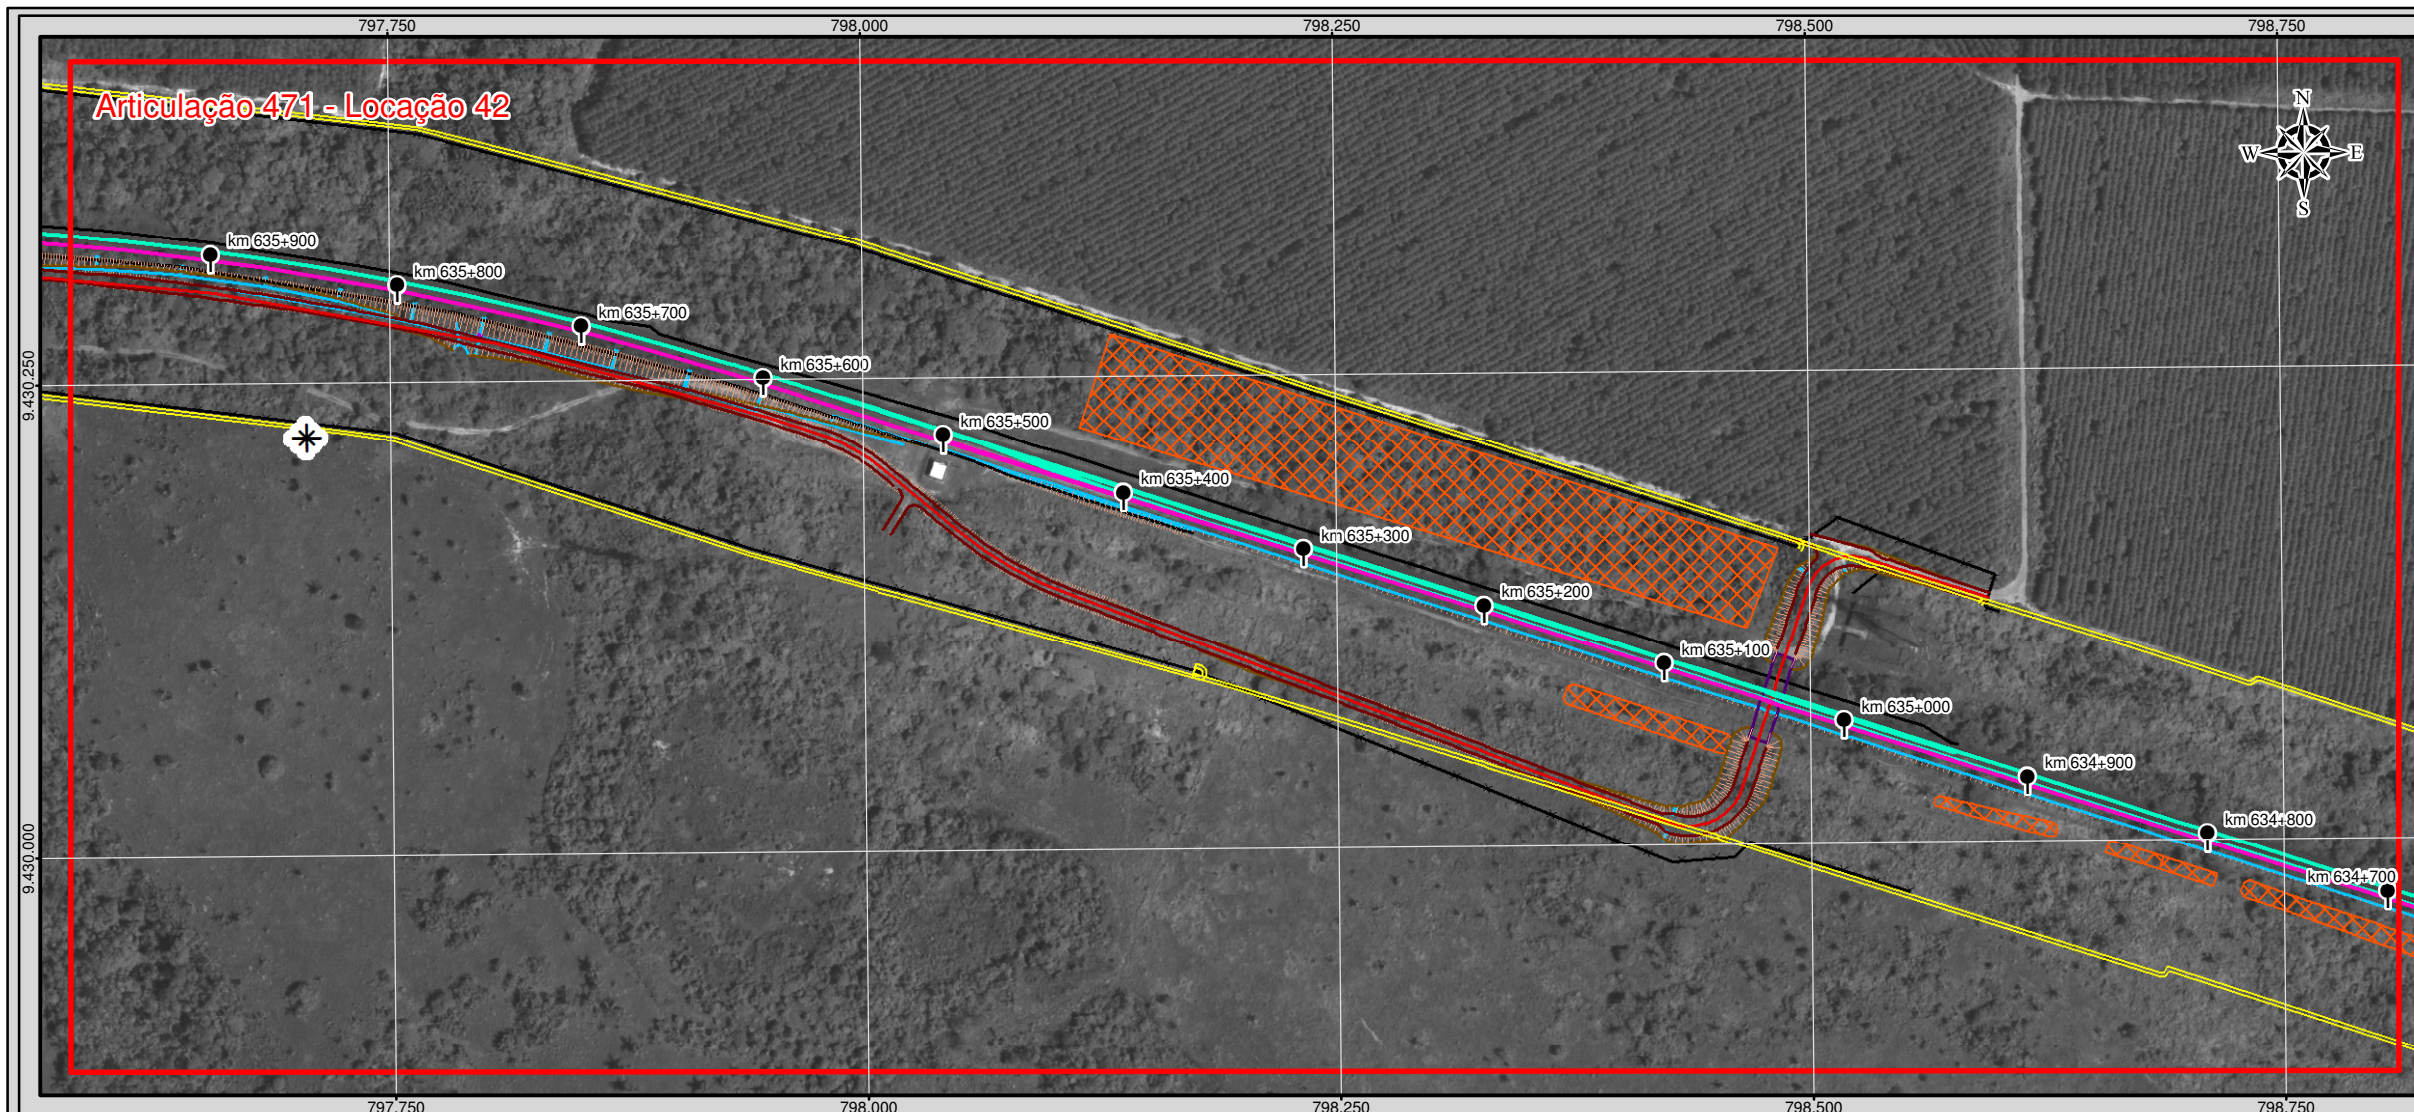 797.750
798.000
798.250
798.500
798.750
Articulação 471 - Locação 42
N
W
E
S
km 635+900
km 635+800
km 635+700
km 635+600
km 635+500
km 635+400
km 635+300
km 635+200
km 635+100
km 635+000
km 634+900
km 634+800
km 634+700
9.430.250
9.430.000
797.750
798.000
798.250
798.500
798.750